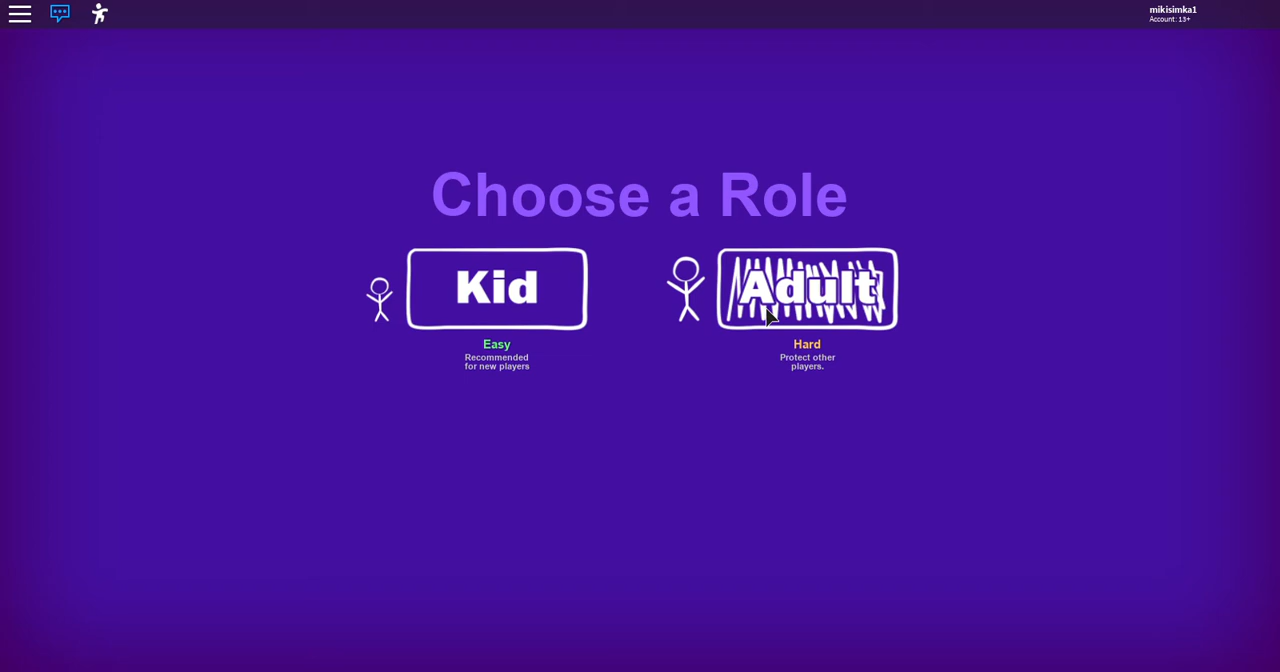 mikisimka1
Account: 13+
Choose a Role
Kid
Adult
Easy
Recommended
for new players
Hard
Protect other
players.